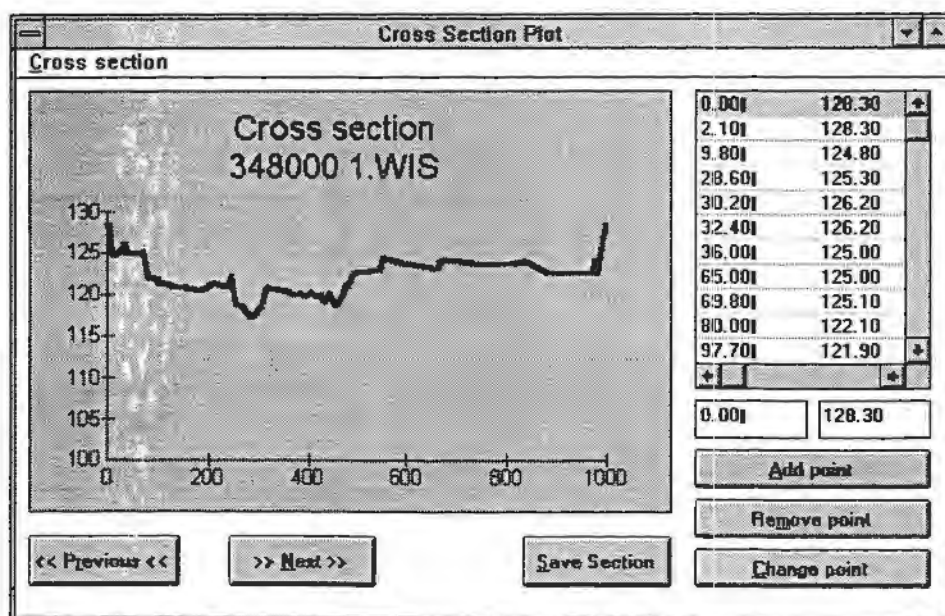 Cross Section Plot
Cross section
Cross section
348000 1.WIS
130
125
120
115
110
105
100
0
200
400
600
800
1000
0.00 128.30
2.10 128.30
9.80 124.80
28.60 125.30
30.20 126.20
32.40 126.20
36.00 125.00
65.00 125.00
69.80 125.10
80.00 122.10
97.70 121.90
0.00 128.30
Add point
Remove point
Change point
<< Previous <<
>> Next >>
Save Section